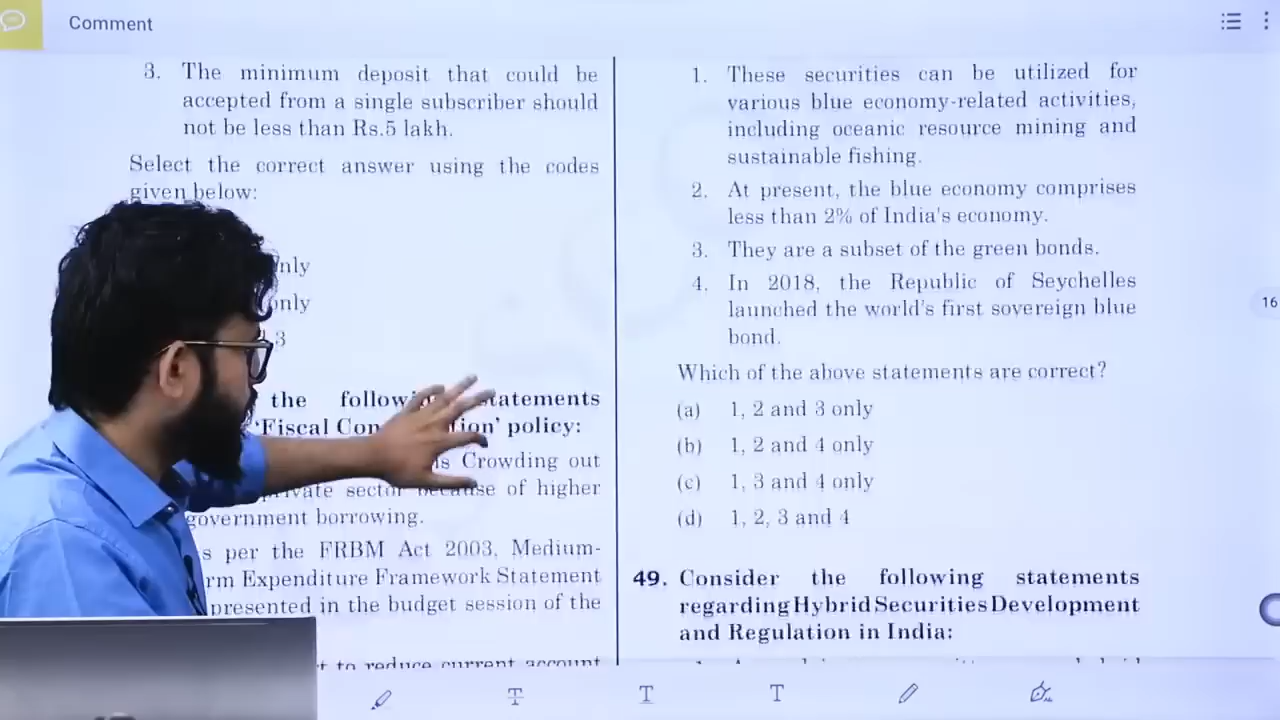 Comment
3. The minimum deposit that could be
accepted from a single subscriber should
not be less than Rs.5 lakh.
Select the correct answer using the codes
given below:
only
3
the following statements
'Fiscal Consolidation' policy:
Crowding out
private sector because of higher
government borrowing.
per the FRBM Act 2003, Medium-
Expenditure Framework Statement
presented in the budget session of the
to reduce current account
1. These securities can be utilized for
various blue economy-related activities,
including oceanic resource mining and
sustainable fishing.
2. At present, the blue economy comprises
less than 2% of India's economy.
3. They are a subset of the green bonds.
4. In 2018, the Republic of Seychelles
launched the world's first sovereign blue
bond.
Which of the above statements are correct?
(a) 1, 2 and 3 only
(b) 1, 2 and 4 only
(c) 1, 3 and 4 only
(d) 1, 2, 3 and 4
49. Consider the following statements
regarding Hybrid Securities Development
and Regulation in India:
16
T
T
T